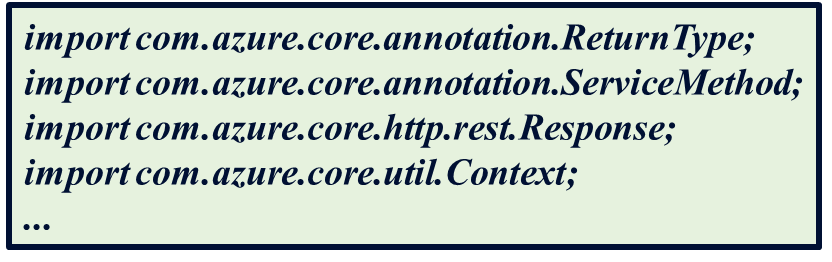 import com.azure.core.annotation.ReturnType;
import com.azure.core.annotation.ServiceMethod;
import com.azure.core.http.rest.Response;
import com.azure.core.util.Context;
...